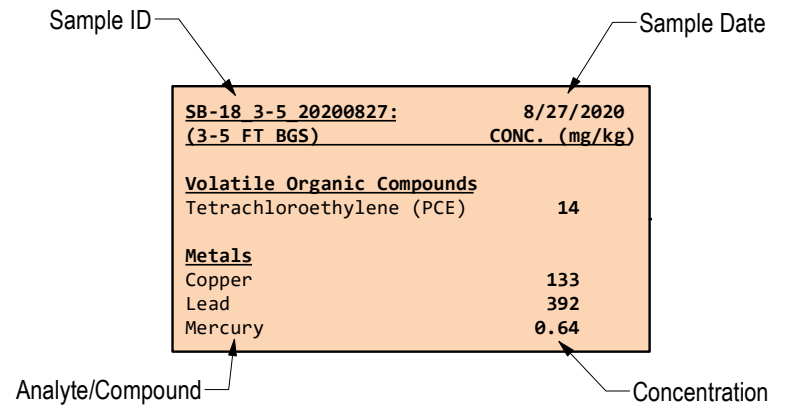 Sample ID
Sample Date
SB-18_3-5_20200827: 8/27/2020
(3-5 FT BGS) CONC. (mg/kg)
Volatile Organic Compounds
Tetrachloroethylene (PCE) 14
Metals
Copper 133
Lead 392
Mercury 0.64
Analyte/Compound
Concentration